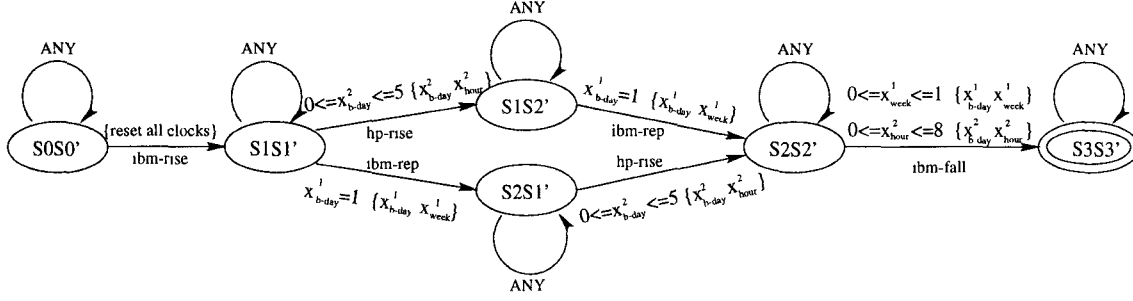 ANY
ANY
ANY
ANY
ANY
S0S0'
{reset all clocks}
ibm-rise
S1S1'
0<=x²b-day <=5 {x²b-day x²hour}
hp-rise
ibm-rep
x¹b-day=1 {x¹b-day x¹week}
S1S2'
S2S1'
ANY
x¹b-day=1 {x¹b-day x¹week}
ibm-rep
hp-rise
0<=x²b-day<=5 {x²b-day x²hour}
S2S2'
0<=x¹week<=1 {x¹b-day x¹week}
0<=x²hour<=8 {x²b-day x²hour}
ibm-fall
S3S3'